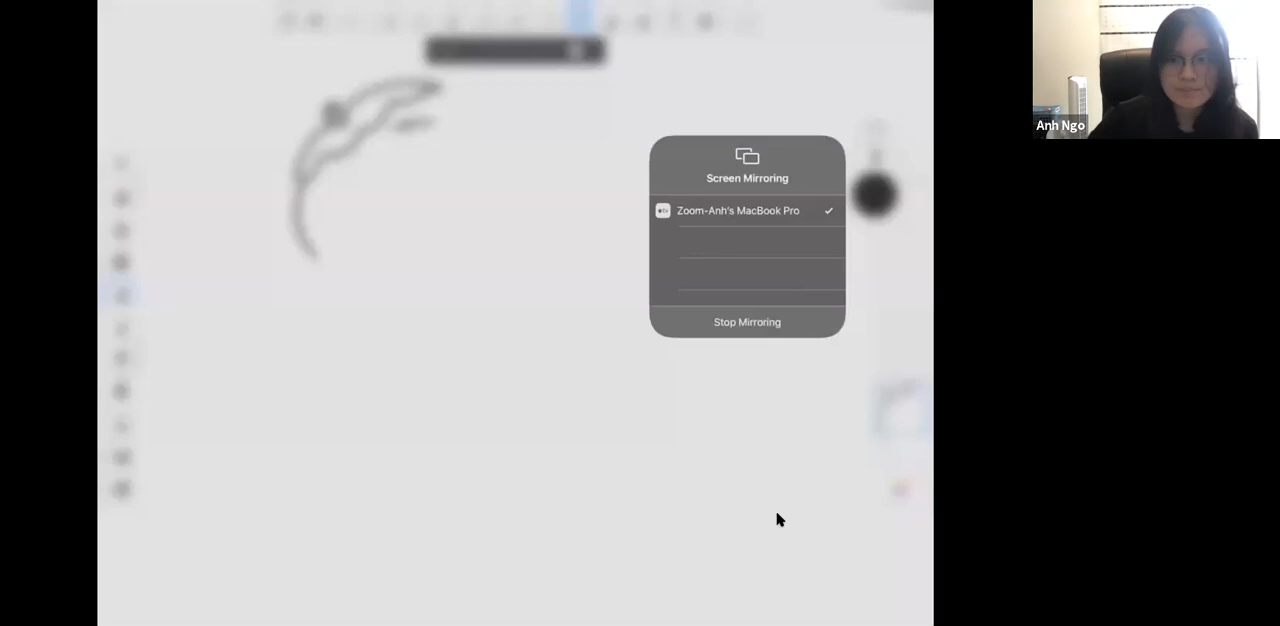 Screen Mirroring
Zoom-Anh's MacBook Pro
Stop Mirroring
Anh Ngo